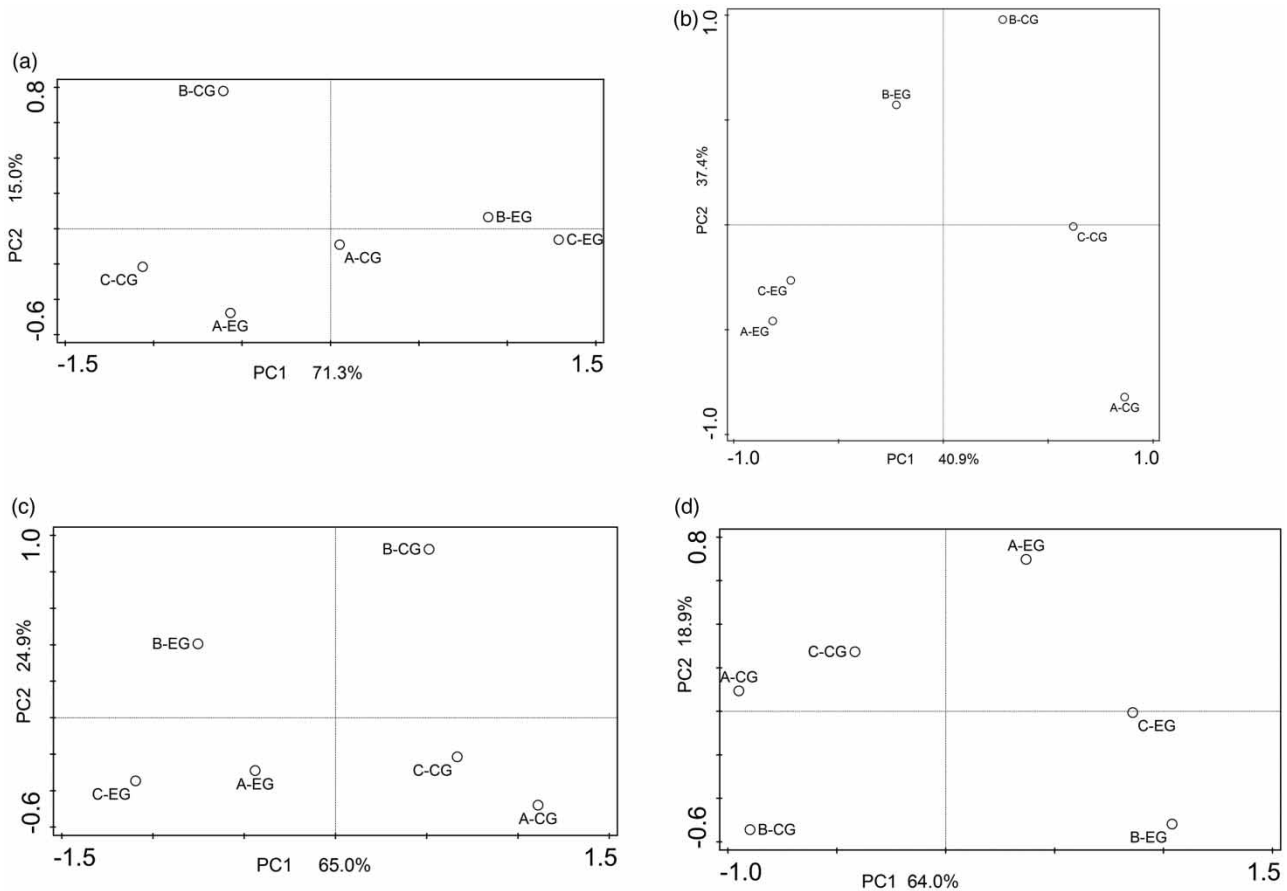 (a)
0.8
PC2 15.0%
-0.6
B-CG
B-EG
C-EG
A-CG
C-CG
A-EG
-1.5
1.5
PC1 71.3%
(b)
1.0
PC2 37.4%
-1.0
B-CG
B-EG
C-CG
C-EG
A-EG
A-CG
-1.0
1.0
PC1 40.9%
(c)
1.0
PC2 24.9%
-0.6
B-CG
B-EG
C-CG
A-EG
C-EG
A-CG
-1.5
1.5
PC1 65.0%
(d)
0.8
PC2 18.9%
-0.6
A-EG
C-CG
A-CG
C-EG
B-CG
B-EG
-1.0
1.5
PC1 64.0%